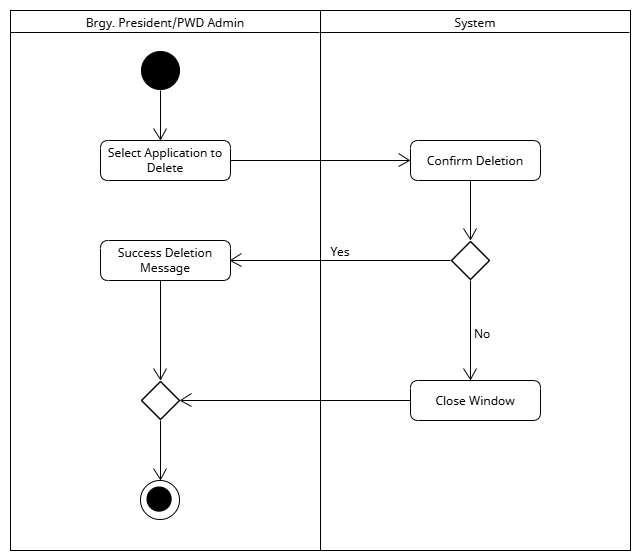 Brgy. President/PWD Admin
System
Select Application to
Delete
Confirm Deletion
Success Deletion
Message
Yes
No
Close Window